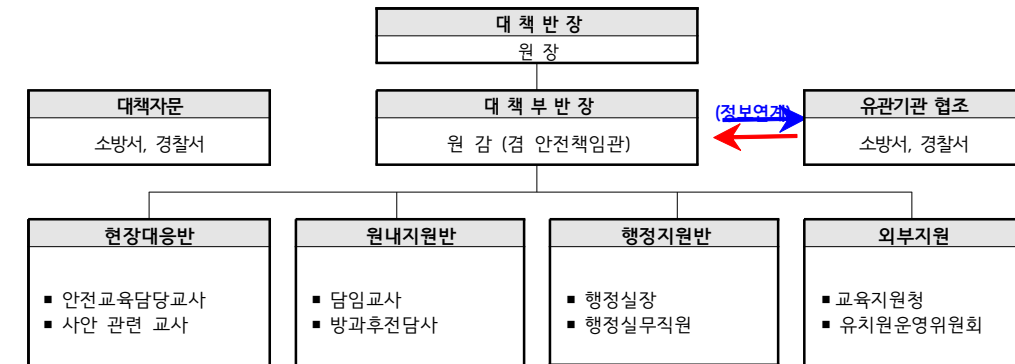 대 책 반 장
원 장
대책자문
소방서, 경찰서
대 책 부 반 장
원 감 (겸 안전책임관)
(정보연계)
유관기관 협조
소방서, 경찰서
현장대응반
■ 안전교육담당교사
■ 사안 관련 교사
원내지원반
■ 담임교사
■ 방과후전담사
행정지원반
■ 행정실장
■ 행정실무직원
외부지원
■ 교육지원청
■ 유치원운영위원회